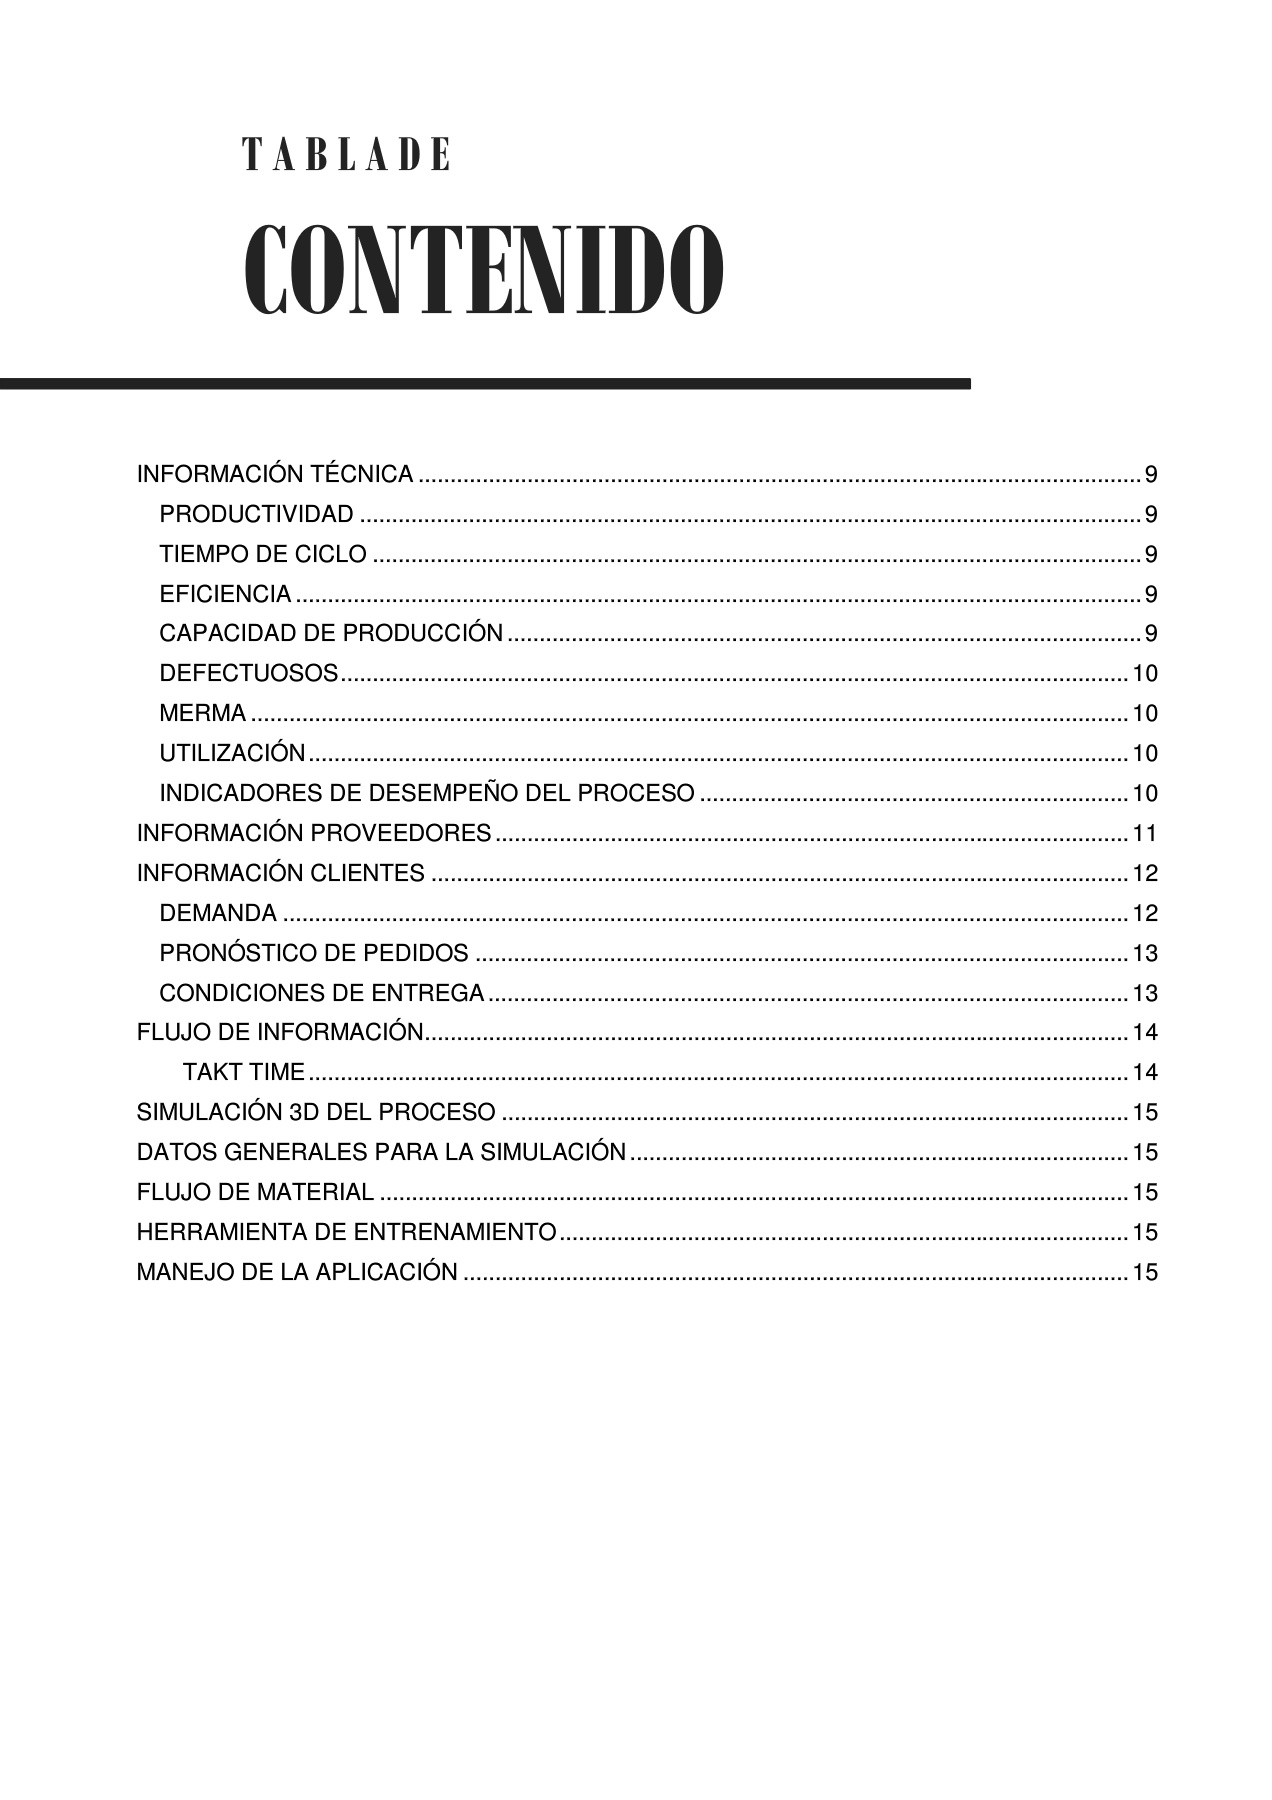 TABLADE
CONTENIDO
INFORMACIÓN TÉCNICA ........................................................ 9
PRODUCTIVIDAD ........................................................ 9
TIEMPO DE CICLO ........................................................ 9
EFICIENCIA ........................................................ 9
CAPACIDAD DE PRODUCCIÓN ........................................................ 9
DEFECTUOSOS ........................................................ 10
MERMA ........................................................ 10
UTILIZACIÓN ........................................................ 10
INDICADORES DE DESEMPEÑO DEL PROCESO ........................................................ 10
INFORMACIÓN PROVEEDORES ........................................................ 11
INFORMACIÓN CLIENTES ........................................................ 12
DEMANDA ........................................................ 12
PRONÓSTICO DE PEDIDOS ........................................................ 13
CONDICIONES DE ENTREGA ........................................................ 13
FLUJO DE INFORMACIÓN ........................................................ 14
TAKT TIME ........................................................ 14
SIMULACIÓN 3D DEL PROCESO ........................................................ 15
DATOS GENERALES PARA LA SIMULACIÓN ........................................................ 15
FLUJO DE MATERIAL ........................................................ 15
HERRAMIENTA DE ENTRENAMIENTO ........................................................ 15
MANEJO DE LA APLICACIÓN ........................................................ 15